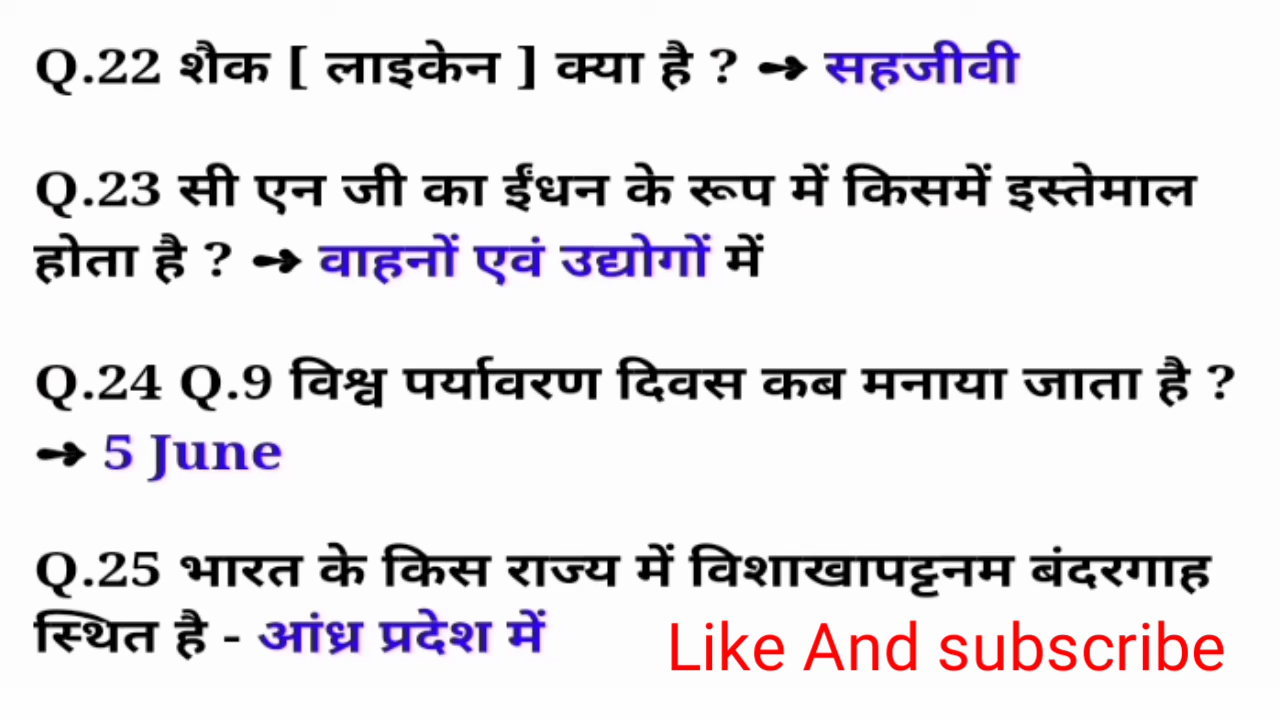 Q.22 शैक [ लाइकेन ] क्या है ? ➺ सहजीवी
Q.23 सी एन जी का ईंधन के रूप में किसमें इस्तेमाल
होता है ? ➺ वाहनों एवं उद्योगों में
Q.24 Q.9 विश्व पर्यावरण दिवस कब मनाया जाता है ?
➺ 5 June
Q.25 भारत के किस राज्य में विशाखापट्टनम बंदरगाह
स्थित है - आंध्र प्रदेश में
Like And subscribe